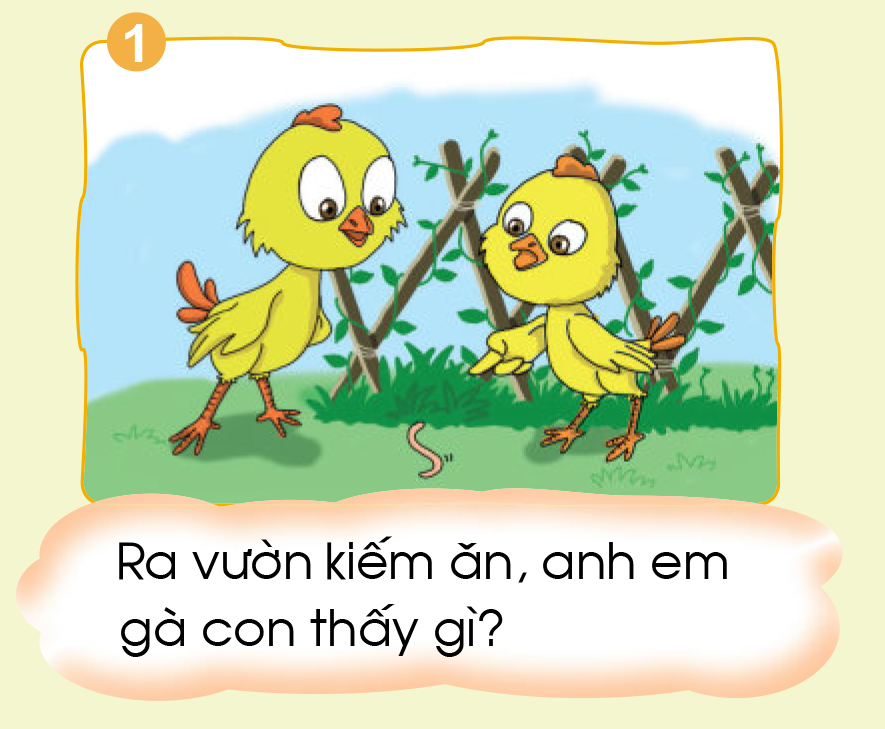 1
Ra vườn kiếm ăn, anh em
gà con thấy gì?